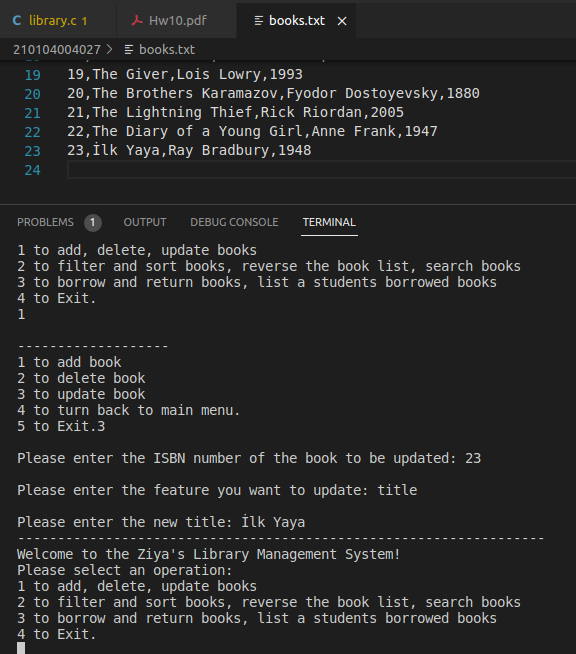 library.c 1
Hw10.pdf
books.txt
210104004027 > books.txt
19 19,The Giver,Lois Lowry,1993
20 20,The Brothers Karamazov,Fyodor Dostoyevsky,1880
21 21,The Lightning Thief,Rick Riordan,2005
22 22,The Diary of a Young Girl,Anne Frank,1947
23 23,İlk Yaya,Ray Bradbury,1948
24
PROBLEMS 1 OUTPUT DEBUG CONSOLE TERMINAL
1 to add, delete, update books
2 to filter and sort books, reverse the book list, search books
3 to borrow and return books, list a students borrowed books
4 to Exit.
1
-------------------
1 to add book
2 to delete book
3 to update book
4 to turn back to main menu.
5 to Exit.3
Please enter the ISBN number of the book to be updated: 23
Please enter the feature you want to update: title
Please enter the new title: İlk Yaya
------------------------------------------------------------------
Welcome to the Ziya's Library Management System!
Please select an operation:
1 to add, delete, update books
2 to filter and sort books, reverse the book list, search books
3 to borrow and return books, list a students borrowed books
4 to Exit.